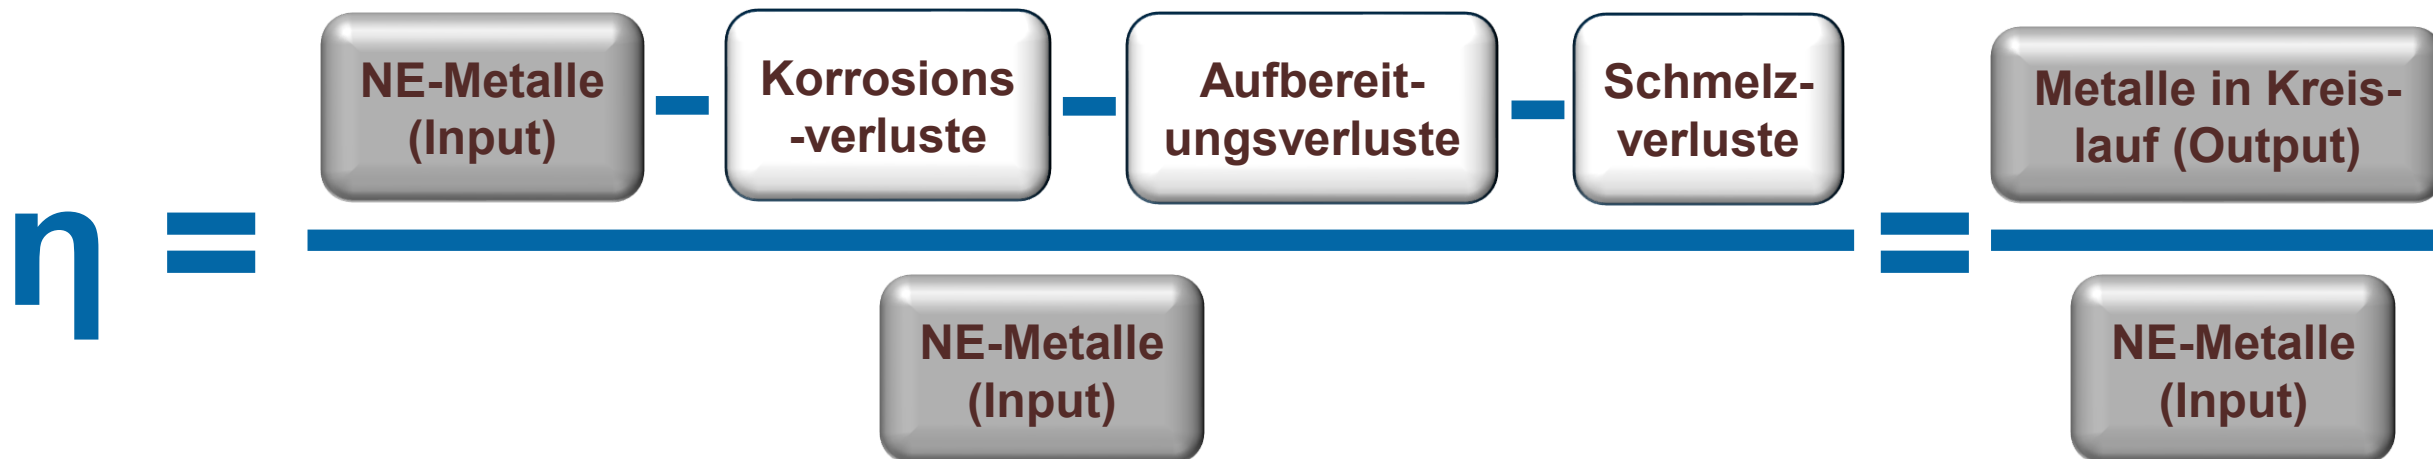 NE-Metalle
(Input)
-
Korrosions
-verluste
-
Aufbereit-
ungsverluste
-
Schmelz-
verluste
Metalle in Kreis-
lauf (Output)
η =
=
NE-Metalle
(Input)
NE-Metalle
(Input)